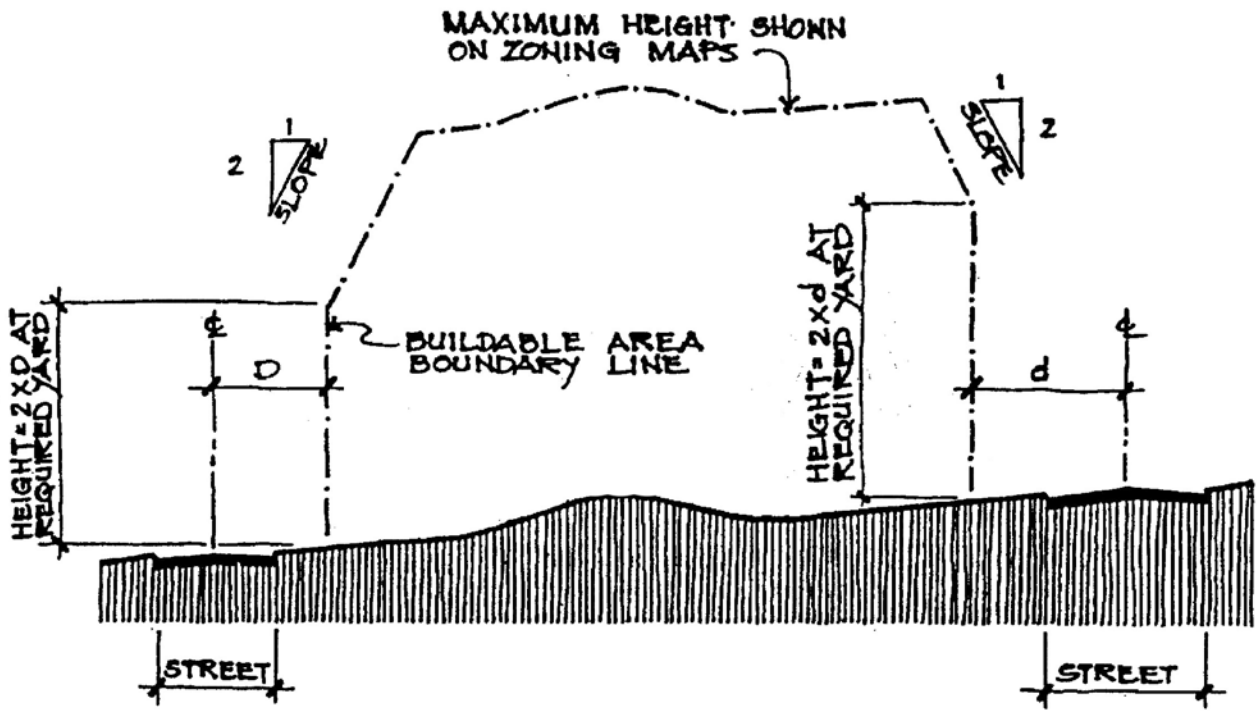 MAXIMUM HEIGHT SHOWN
ON ZONING MAPS
1
2
SLOPE
1
2
SLOPE
HEIGHT = 2 X D AT
REQUIRED YARD
℄
D
BUILDABLE AREA
BOUNDARY LINE
HEIGHT = 2 X d AT
REQUIRED YARD
℄
d
STREET
STREET